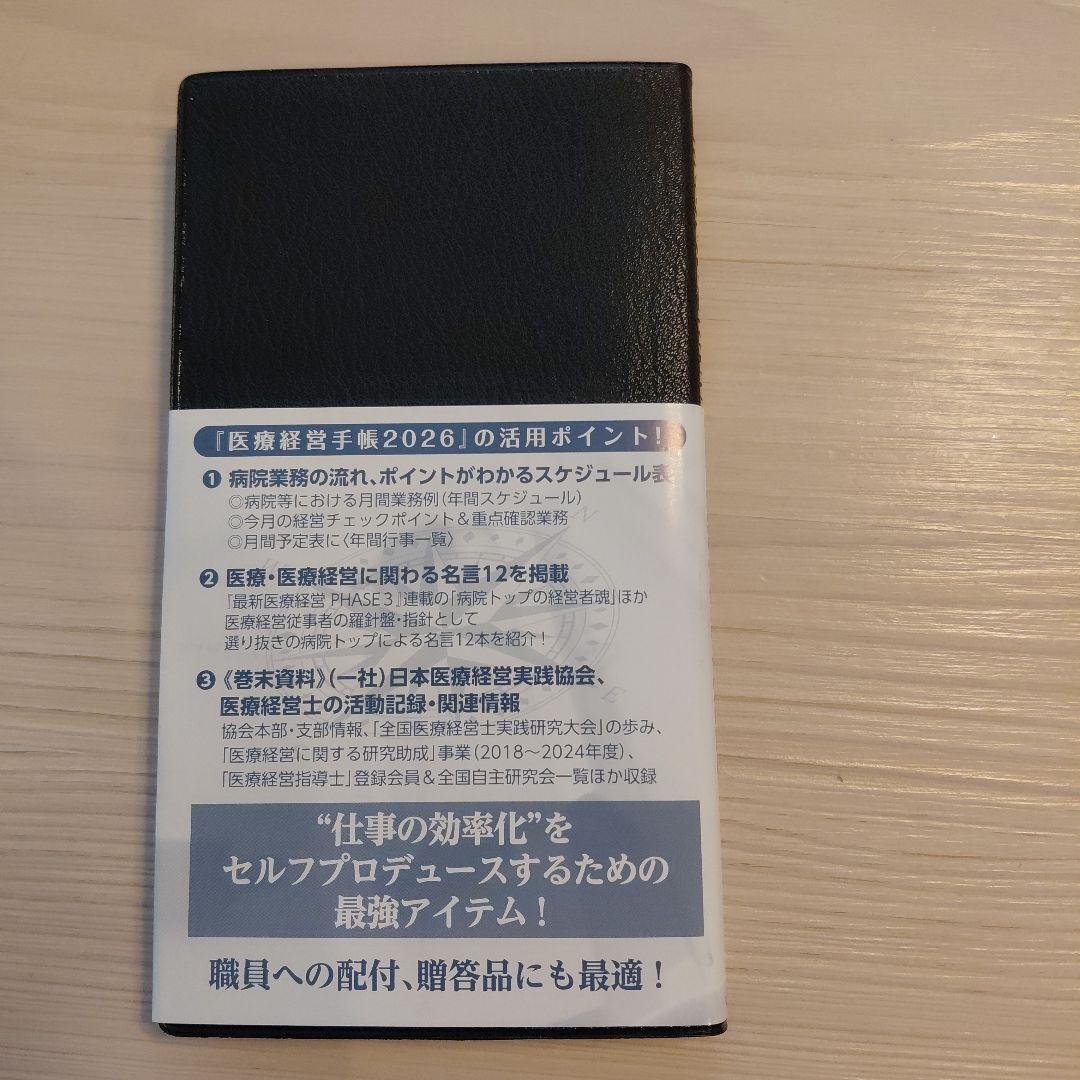 『医療経営手帳2026』の活用ポイント!
❶ 病院業務の流れ、ポイントがわかるスケジュール表
◎病院等における月間業務例(年間スケジュール)
◎今月の経営チェックポイント&重点確認業務
◎月間予定表に〈年間行事一覧〉
❷ 医療・医療経営に関わる名言12を掲載
『最新医療経営 PHASE3』連載の「病院トップの経営者魂」ほか
医療経営従事者の羅針盤・指針として
選り抜きの病院トップによる名言12本を紹介!
❸ 《巻末資料》(一社)日本医療経営実践協会、
医療経営士の活動記録・関連情報
協会本部・支部情報、「全国医療経営士実践研究大会」の歩み、
「医療経営に関する研究助成」事業(2018~2024年度)、
「医療経営指導士」登録会員&全国自主研究会一覧ほか収録
“仕事の効率化”を
セルフプロデュースするための
最強アイテム!
職員への配付、贈答品にも最適!
N
E